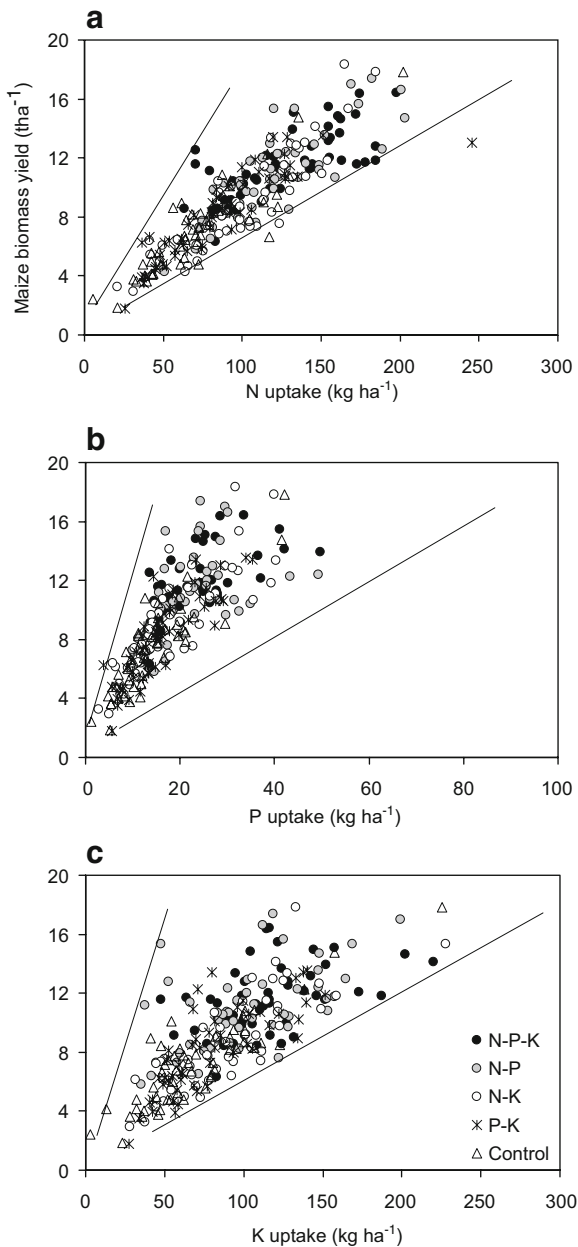 a
20
16
12
8
4
0
0 50 100 150 200 250 300
Maize biomass yield (tha⁻¹)
N uptake (kg ha⁻¹)
b
20
16
12
8
4
0
0 20 40 60 80 100
P uptake (kg ha⁻¹)
c
20
16
12
8
4
0
0 50 100 150 200 250 300
K uptake (kg ha⁻¹)
N-P-K
N-P
N-K
P-K
Control